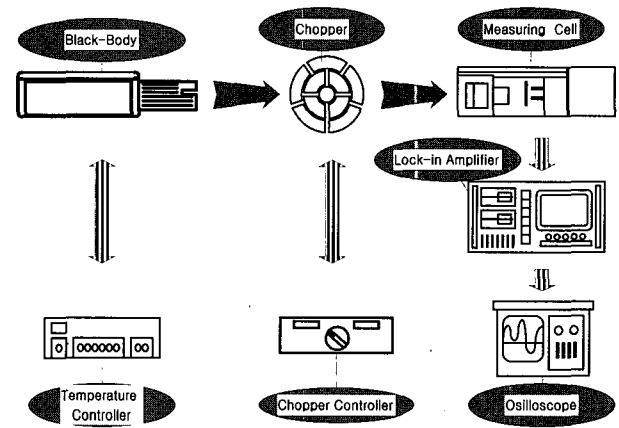 Black-Body
Chopper
Measuring Cell
Lock-in Amplifier
Temperature
Controller
Chopper Controller
Osilloscope